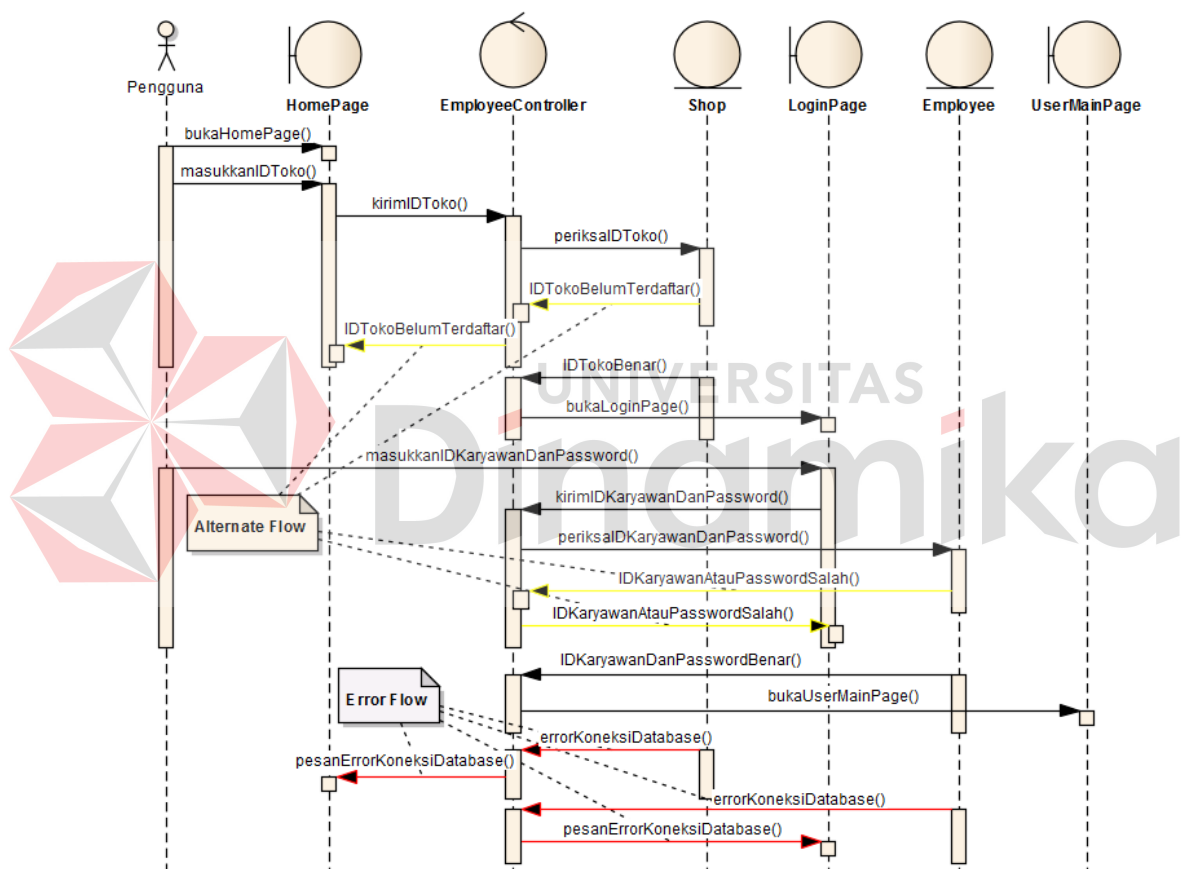 Pengguna
HomePage
EmployeeController
Shop
LoginPage
Employee
UserMainPage
bukaHomePage()
masukkanIDToko()
kirimIDToko()
periksaIDToko()
IDTokoBelumTerdaftar()
IDTokoBelumTerdaftar()
IDTokoBenar()
UNIVERSITAS
Dinamika
bukaLoginPage()
masukkanIDKaryawanDanPassword()
kirimIDKaryawanDanPassword()
Alternate Flow
periksaIDKaryawanDanPassword()
IDKaryawanAtauPasswordSalah()
IDKaryawanAtauPasswordSalah()
IDKaryawanDanPasswordBenar()
bukaUserMainPage()
Error Flow
errorKoneksiDatabase()
pesanErrorKoneksiDatabase()
errorKoneksiDatabase()
pesanErrorKoneksiDatabase()